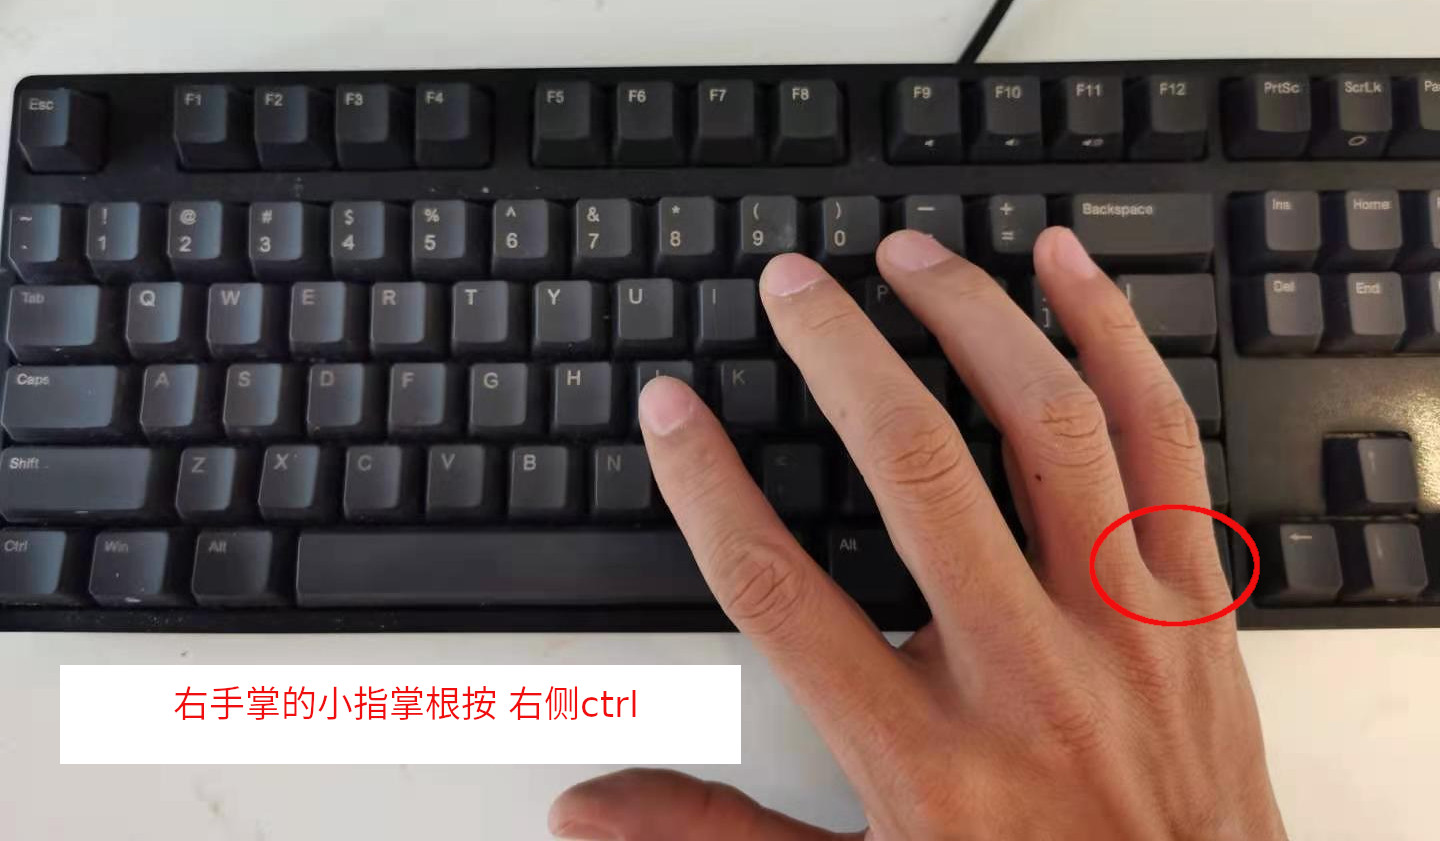 Esc F1 F2 F3 F4 F5 F6 F7 F8 F9 F10 F11 F12 PrtSc ScrLk
~ ! @ # $ % ^ & * ( ) — + Backspace Ins Home
1 2 3 4 5 6 7 8 9 0 =
Tab Q W E R T Y U I P ] Del End
Caps A S D F G H J K
Shift Z X C V B N <
Ctrl Win Alt Alt ←
右手掌的小指掌根按 右侧ctrl